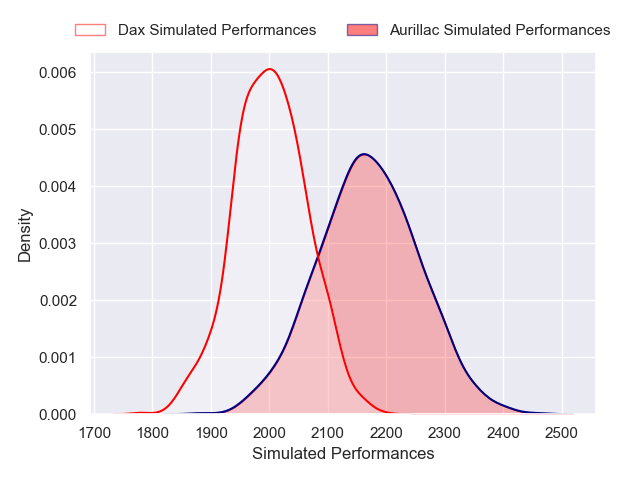 Dax Simulated Performances
Aurillac Simulated Performances
0.006
0.005
0.004
0.003
0.002
0.001
0.000
Density
1700 1800 1900 2000 2100 2200 2300 2400 2500
Simulated Performances